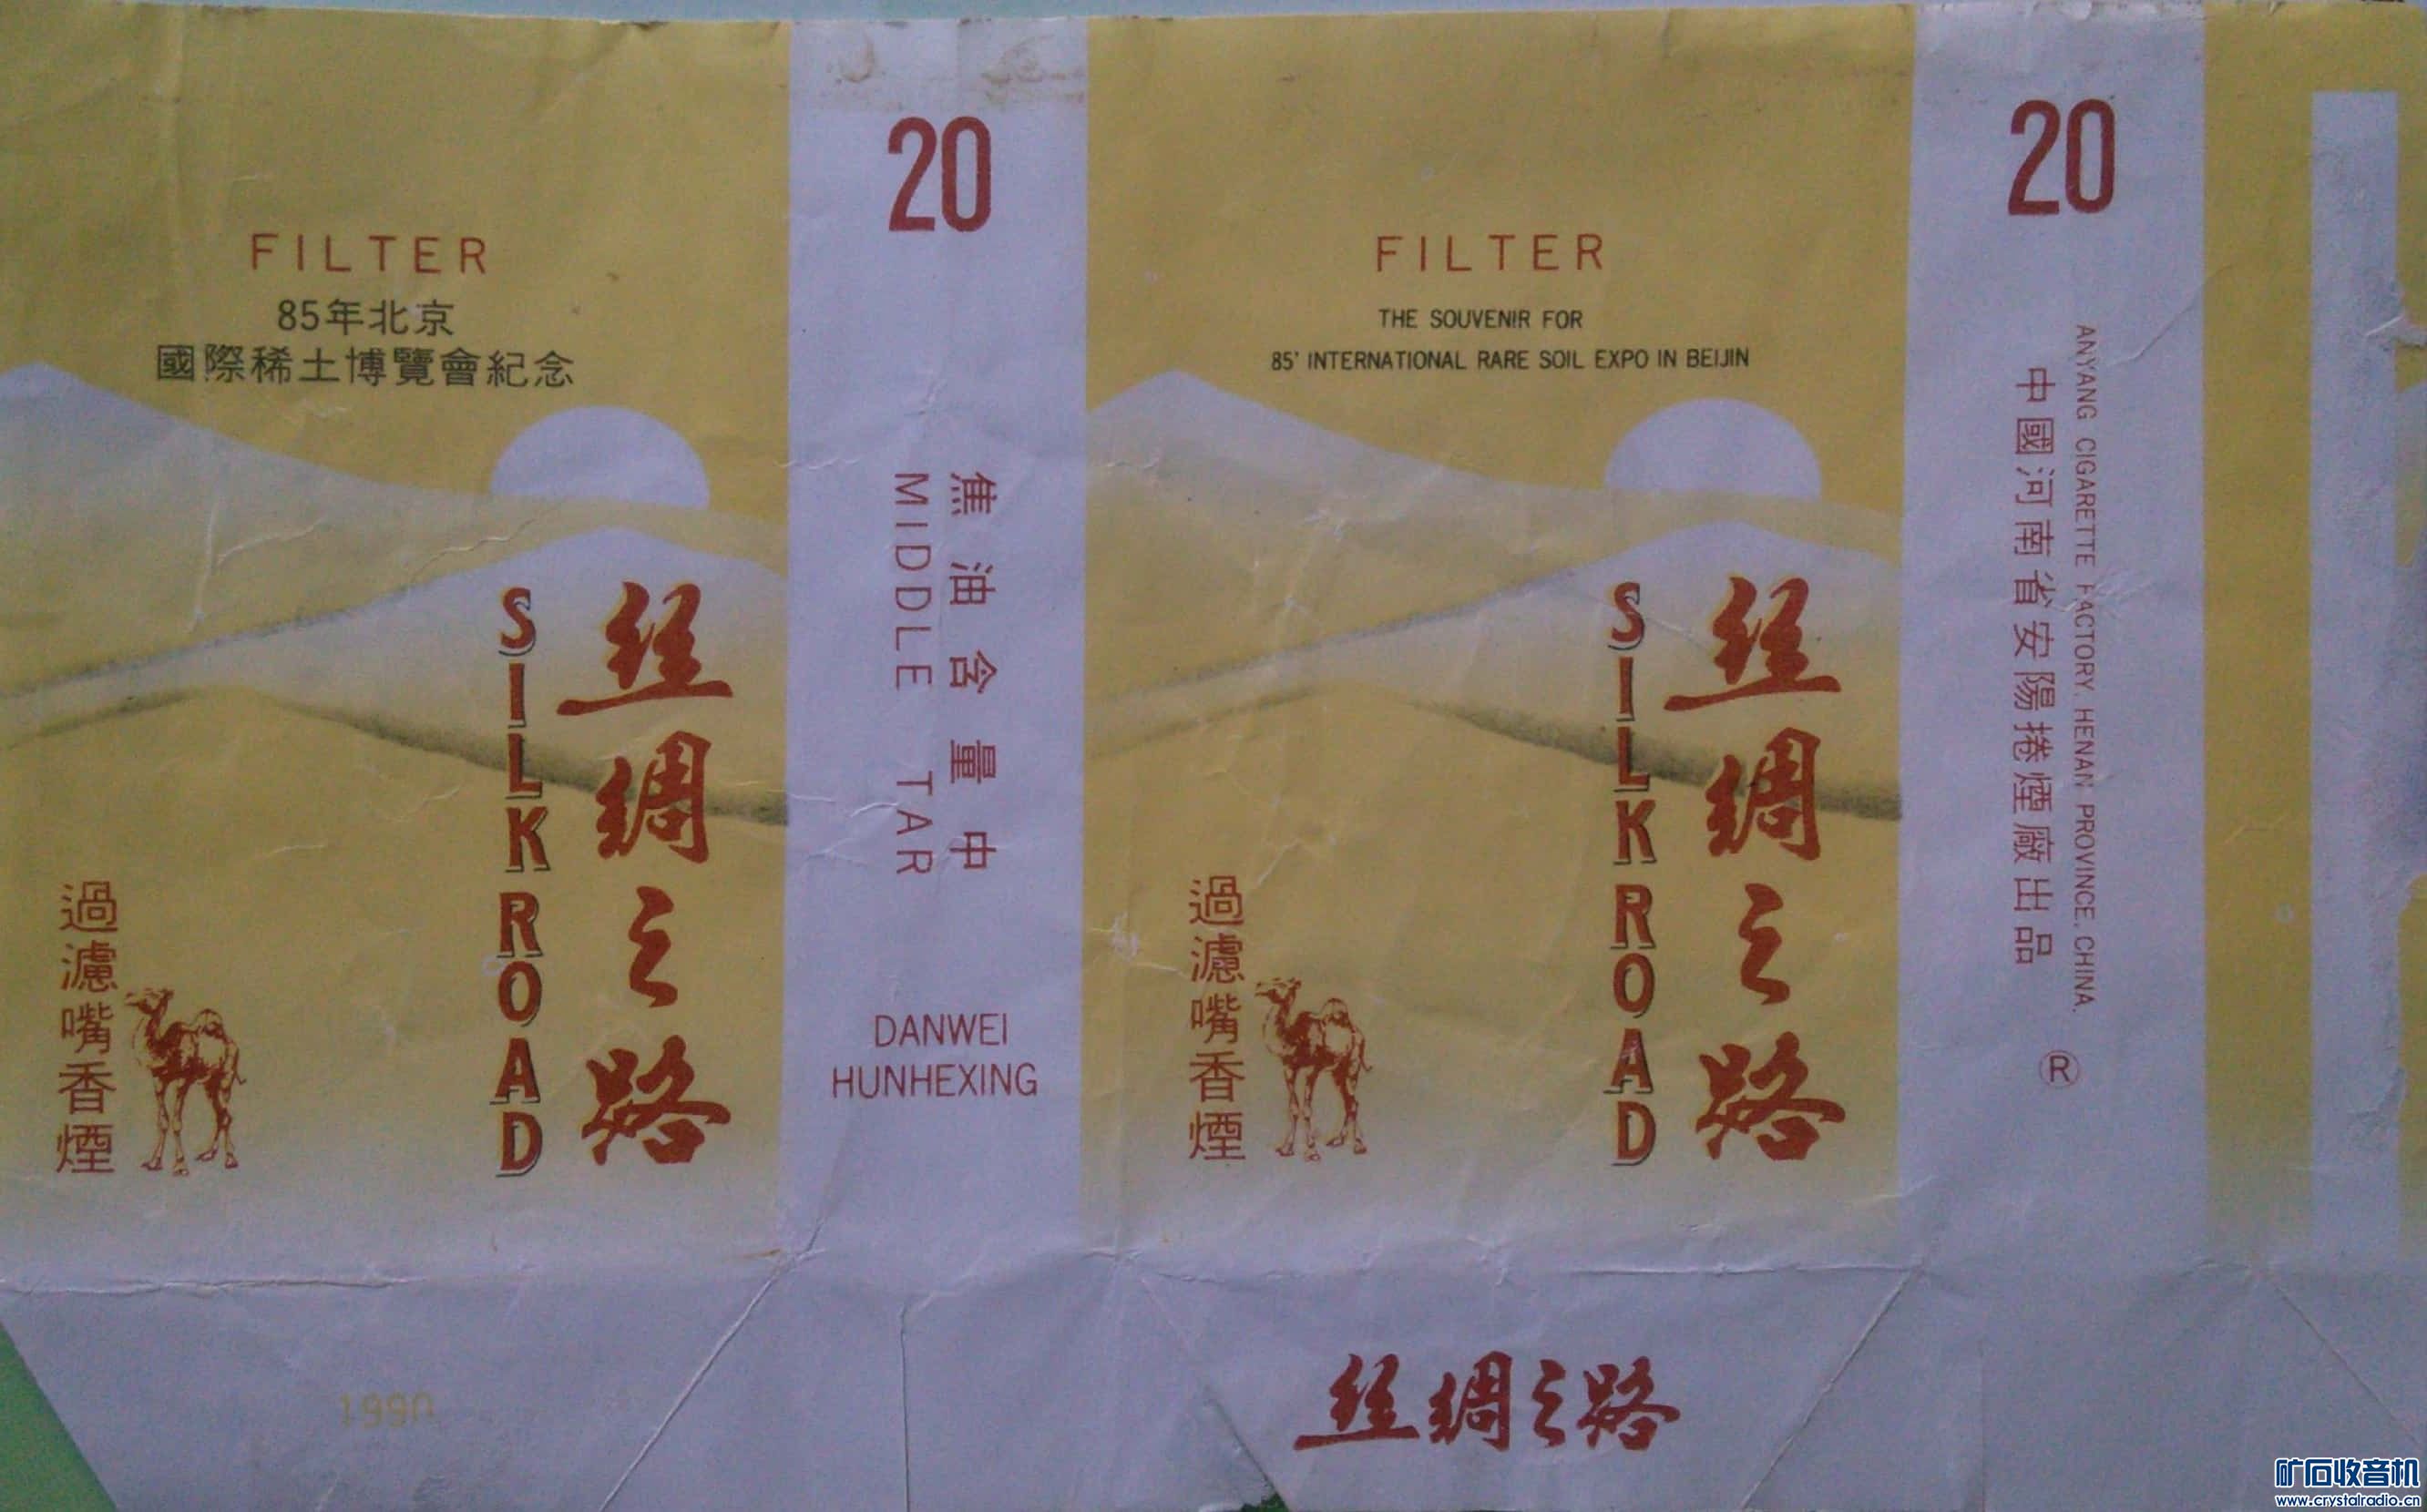 FILTER
85年北京
國際稀土博覽會紀念
SILK ROAD
丝绸之路
過濾嘴香煙
20
焦油含量中
MIDDLE TAR
DANWEI
HUNHEXING
FILTER
THE SOUVENIR FOR
85' INTERNATIONAL RARE SOIL EXPO IN BEIJIN
SILK ROAD
丝绸之路
過濾嘴香煙
20
ANYANG CIGARETTE FACTORY, HENAN PROVINCE, CHINA.
中國河南省安陽捲煙廠出品
®
1990
丝绸之路
矿石收音机
www.crystalradio.cn